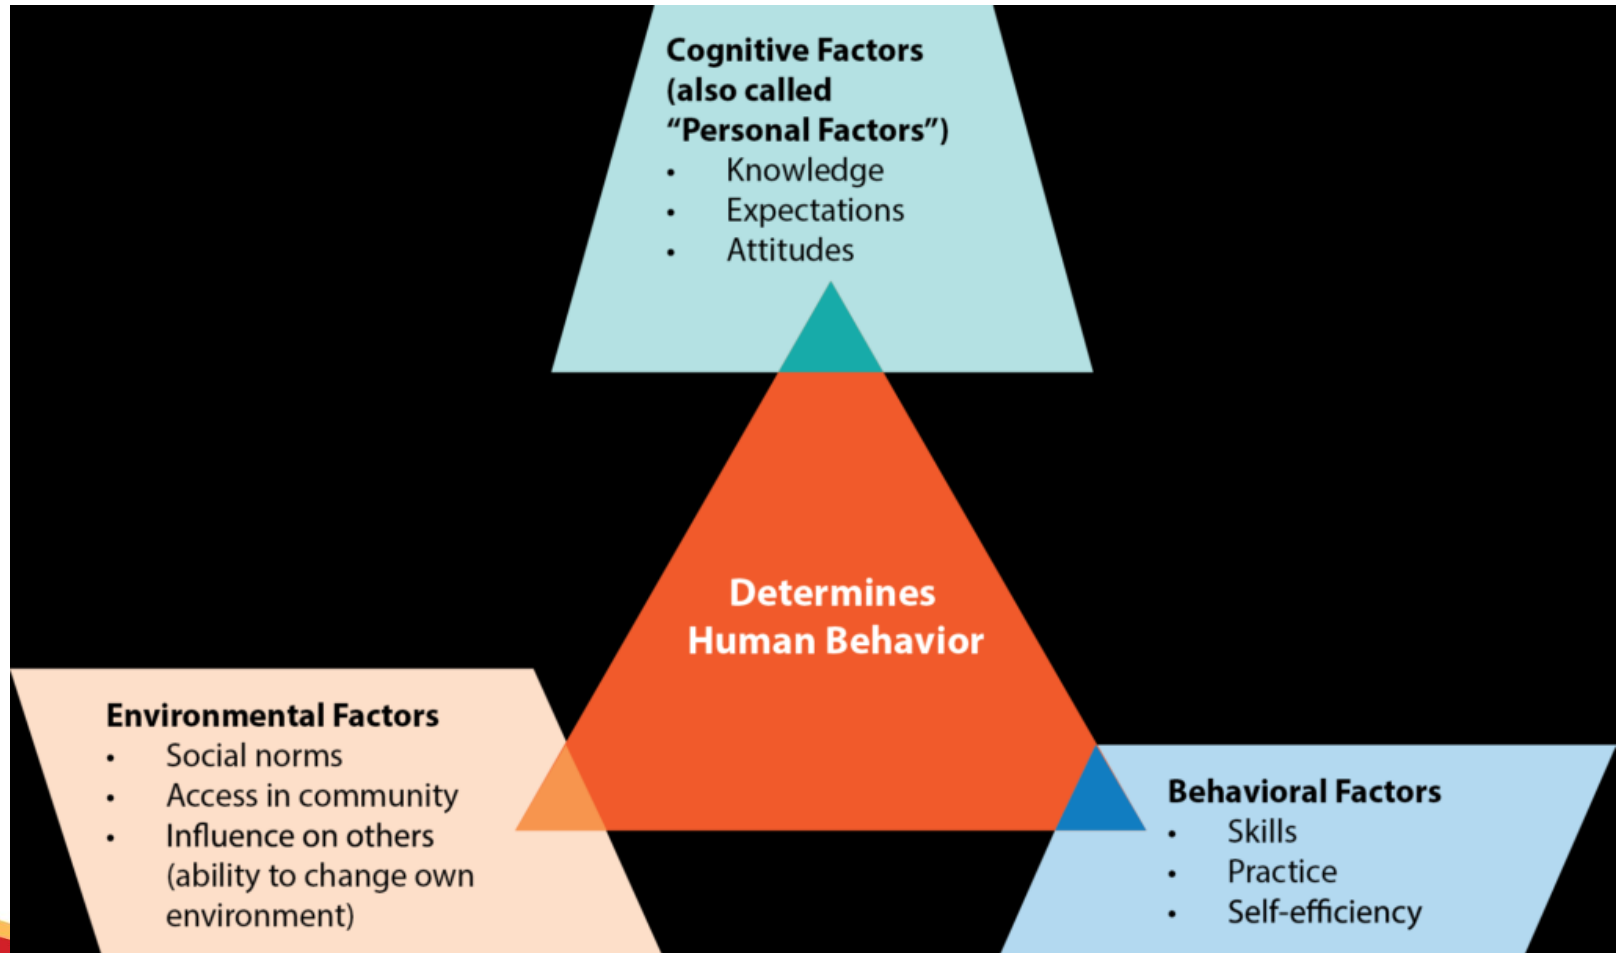 Cognitive Factors
(also called
“Personal Factors”)
• Knowledge
• Expectations
• Attitudes
Determines
Human Behavior
Environmental Factors
• Social norms
• Access in community
• Influence on others
(ability to change own
environment)
Behavioral Factors
• Skills
• Practice
• Self-efficiency